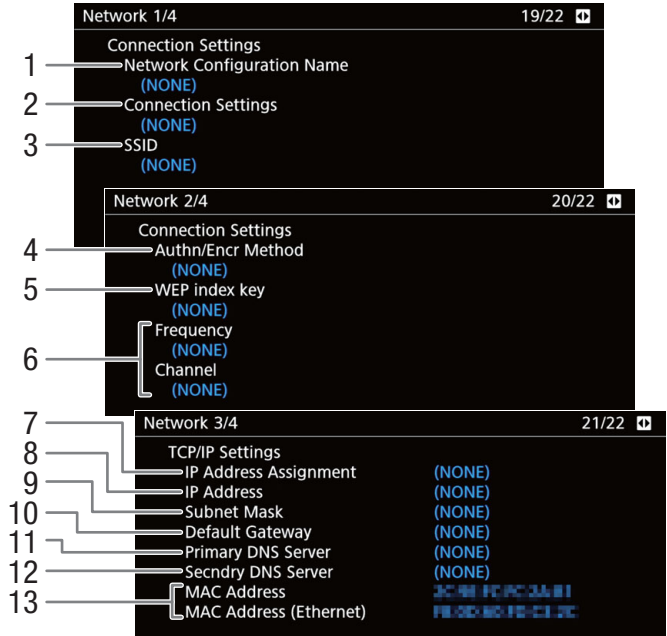 Network 1/4 19/22
Connection Settings
1 Network Configuration Name
(NONE)
2 Connection Settings
(NONE)
3 SSID
(NONE)
Network 2/4 20/22
Connection Settings
4 Authn/Encr Method
(NONE)
5 WEP index key
(NONE)
6 Frequency
(NONE)
Channel
(NONE)
Network 3/4 21/22
TCP/IP Settings
7 IP Address Assignment (NONE)
8 IP Address (NONE)
9 Subnet Mask (NONE)
10 Default Gateway (NONE)
11 Primary DNS Server (NONE)
12 Secndry DNS Server (NONE)
13 MAC Address
MAC Address (Ethernet)